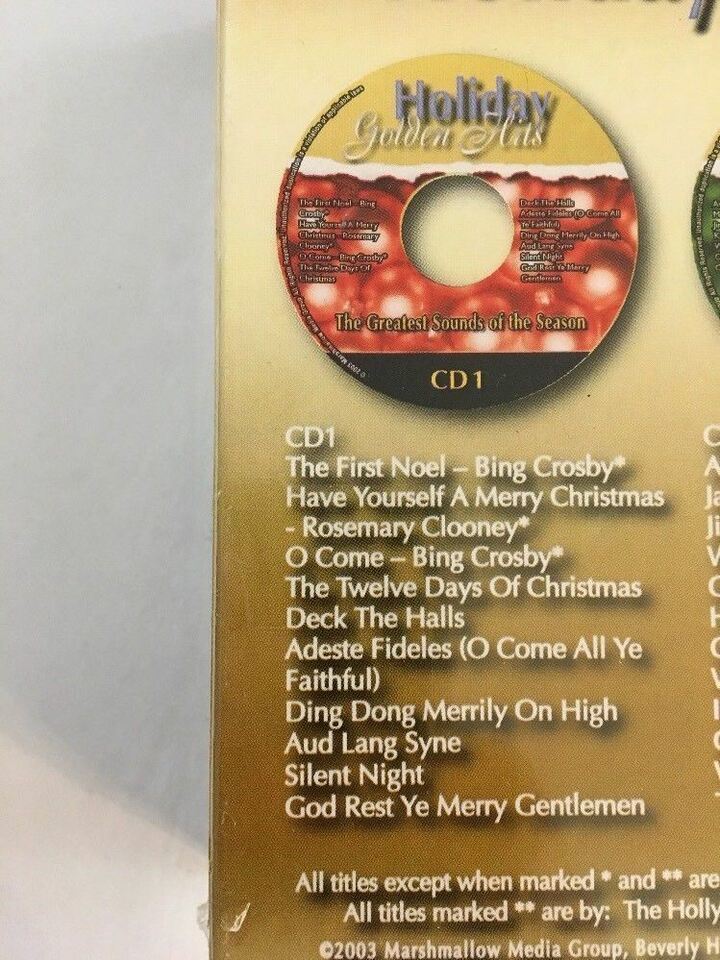 Holiday
Golden Hits
The First Noel - Bing
Crosby*
Have Yourself A Merry
Christmas - Rosemary
Clooney*
O Come - Bing Crosby*
The Twelve Days Of
Christmas
Deck The Halls
Adeste Fideles (O Come All
Ye Faithful)
Ding Dong Merrily On High
Aud Lang Syne
Silent Night
God Rest Ye Merry
Gentlemen
The Greatest Sounds of the Season
CD 1
CD1
The First Noel – Bing Crosby*
Have Yourself A Merry Christmas
- Rosemary Clooney*
O Come – Bing Crosby*
The Twelve Days Of Christmas
Deck The Halls
Adeste Fideles (O Come All Ye
Faithful)
Ding Dong Merrily On High
Aud Lang Syne
Silent Night
God Rest Ye Merry Gentlemen
All titles except when marked * and ** are
All titles marked ** are by: The Holly
©2003 Marshmallow Media Group, Beverly H